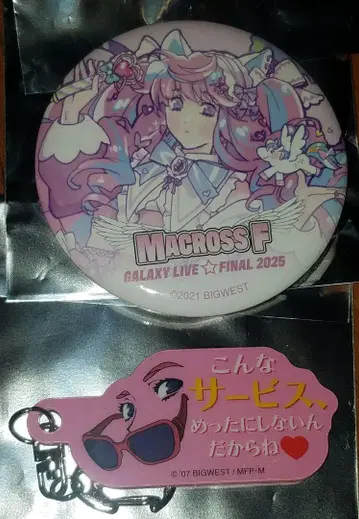 MACROSS F
GALAXY LIVE☆FINAL 2025
©2021 BIGWEST
こんな
サービス、
めったにしないん
だからね♥
© '07 BIGWEST / MFP・M